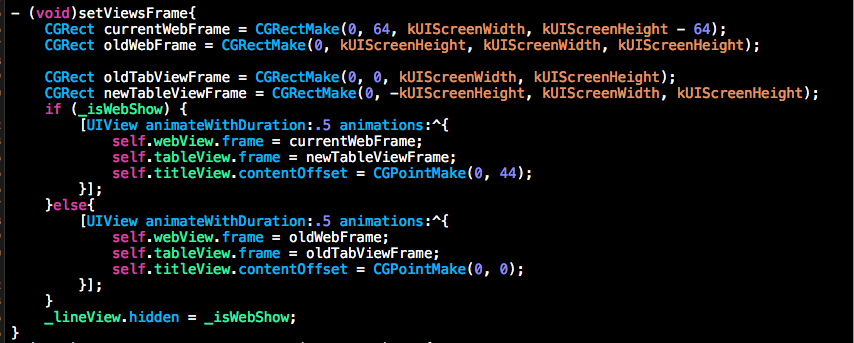 - (void)setViewsFrame{
    CGRect currentWebFrame = CGRectMake(0, 64, kUIScreenWidth, kUIScreenHeight - 64);
    CGRect oldWebFrame = CGRectMake(0, kUIScreenHeight, kUIScreenWidth, kUIScreenHeight);

    CGRect oldTabViewFrame = CGRectMake(0, 0, kUIScreenWidth, kUIScreenHeight);
    CGRect newTableViewFrame = CGRectMake(0, -kUIScreenHeight, kUIScreenWidth, kUIScreenHeight);
    if (_isWebShow) {
        [UIView animateWithDuration:.5 animations:^{
            self.webView.frame = currentWebFrame;
            self.tableView.frame = newTableViewFrame;
            self.titleView.contentOffset = CGPointMake(0, 44);
        }];
    }else{
        [UIView animateWithDuration:.5 animations:^{
            self.webView.frame = oldWebFrame;
            self.tableView.frame = oldTabViewFrame;
            self.titleView.contentOffset = CGPointMake(0, 0);
        }];
    }
    _lineView.hidden = _isWebShow;
}